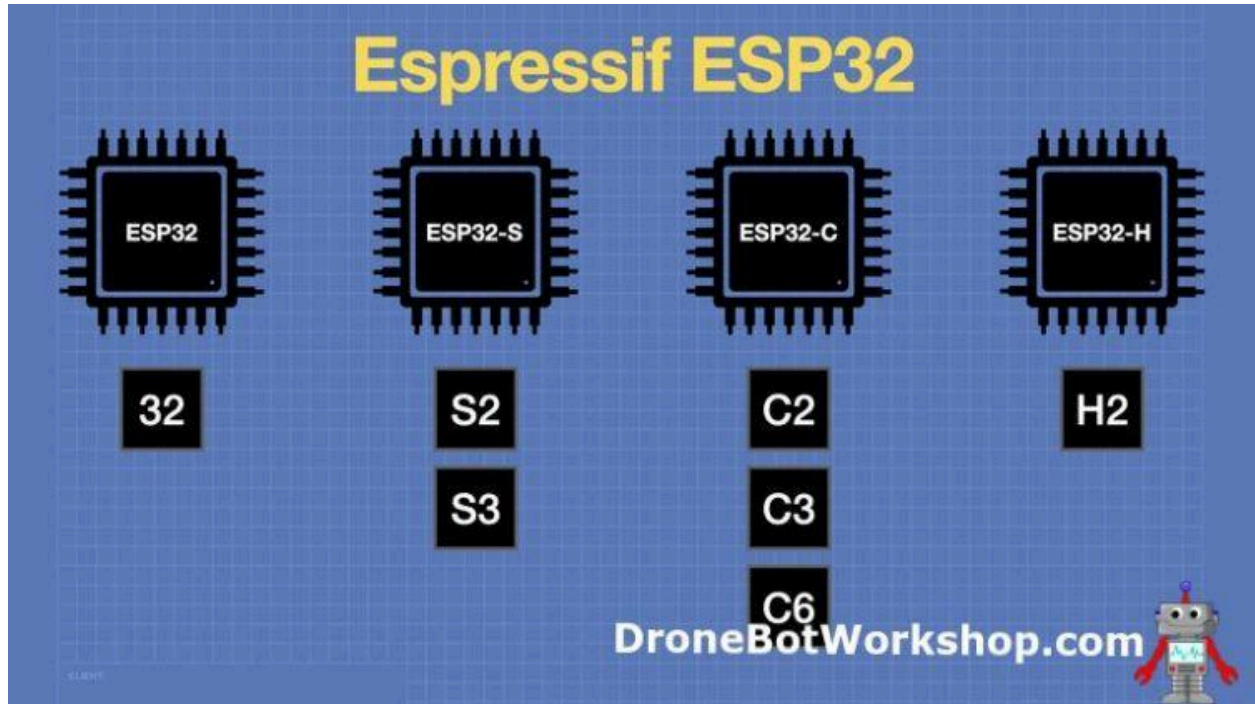 Espressif ESP32
ESP32
ESP32-S
ESP32-C
ESP32-H
32
S2
C2
H2
S3
C3
C6
DroneBotWorkshop.com